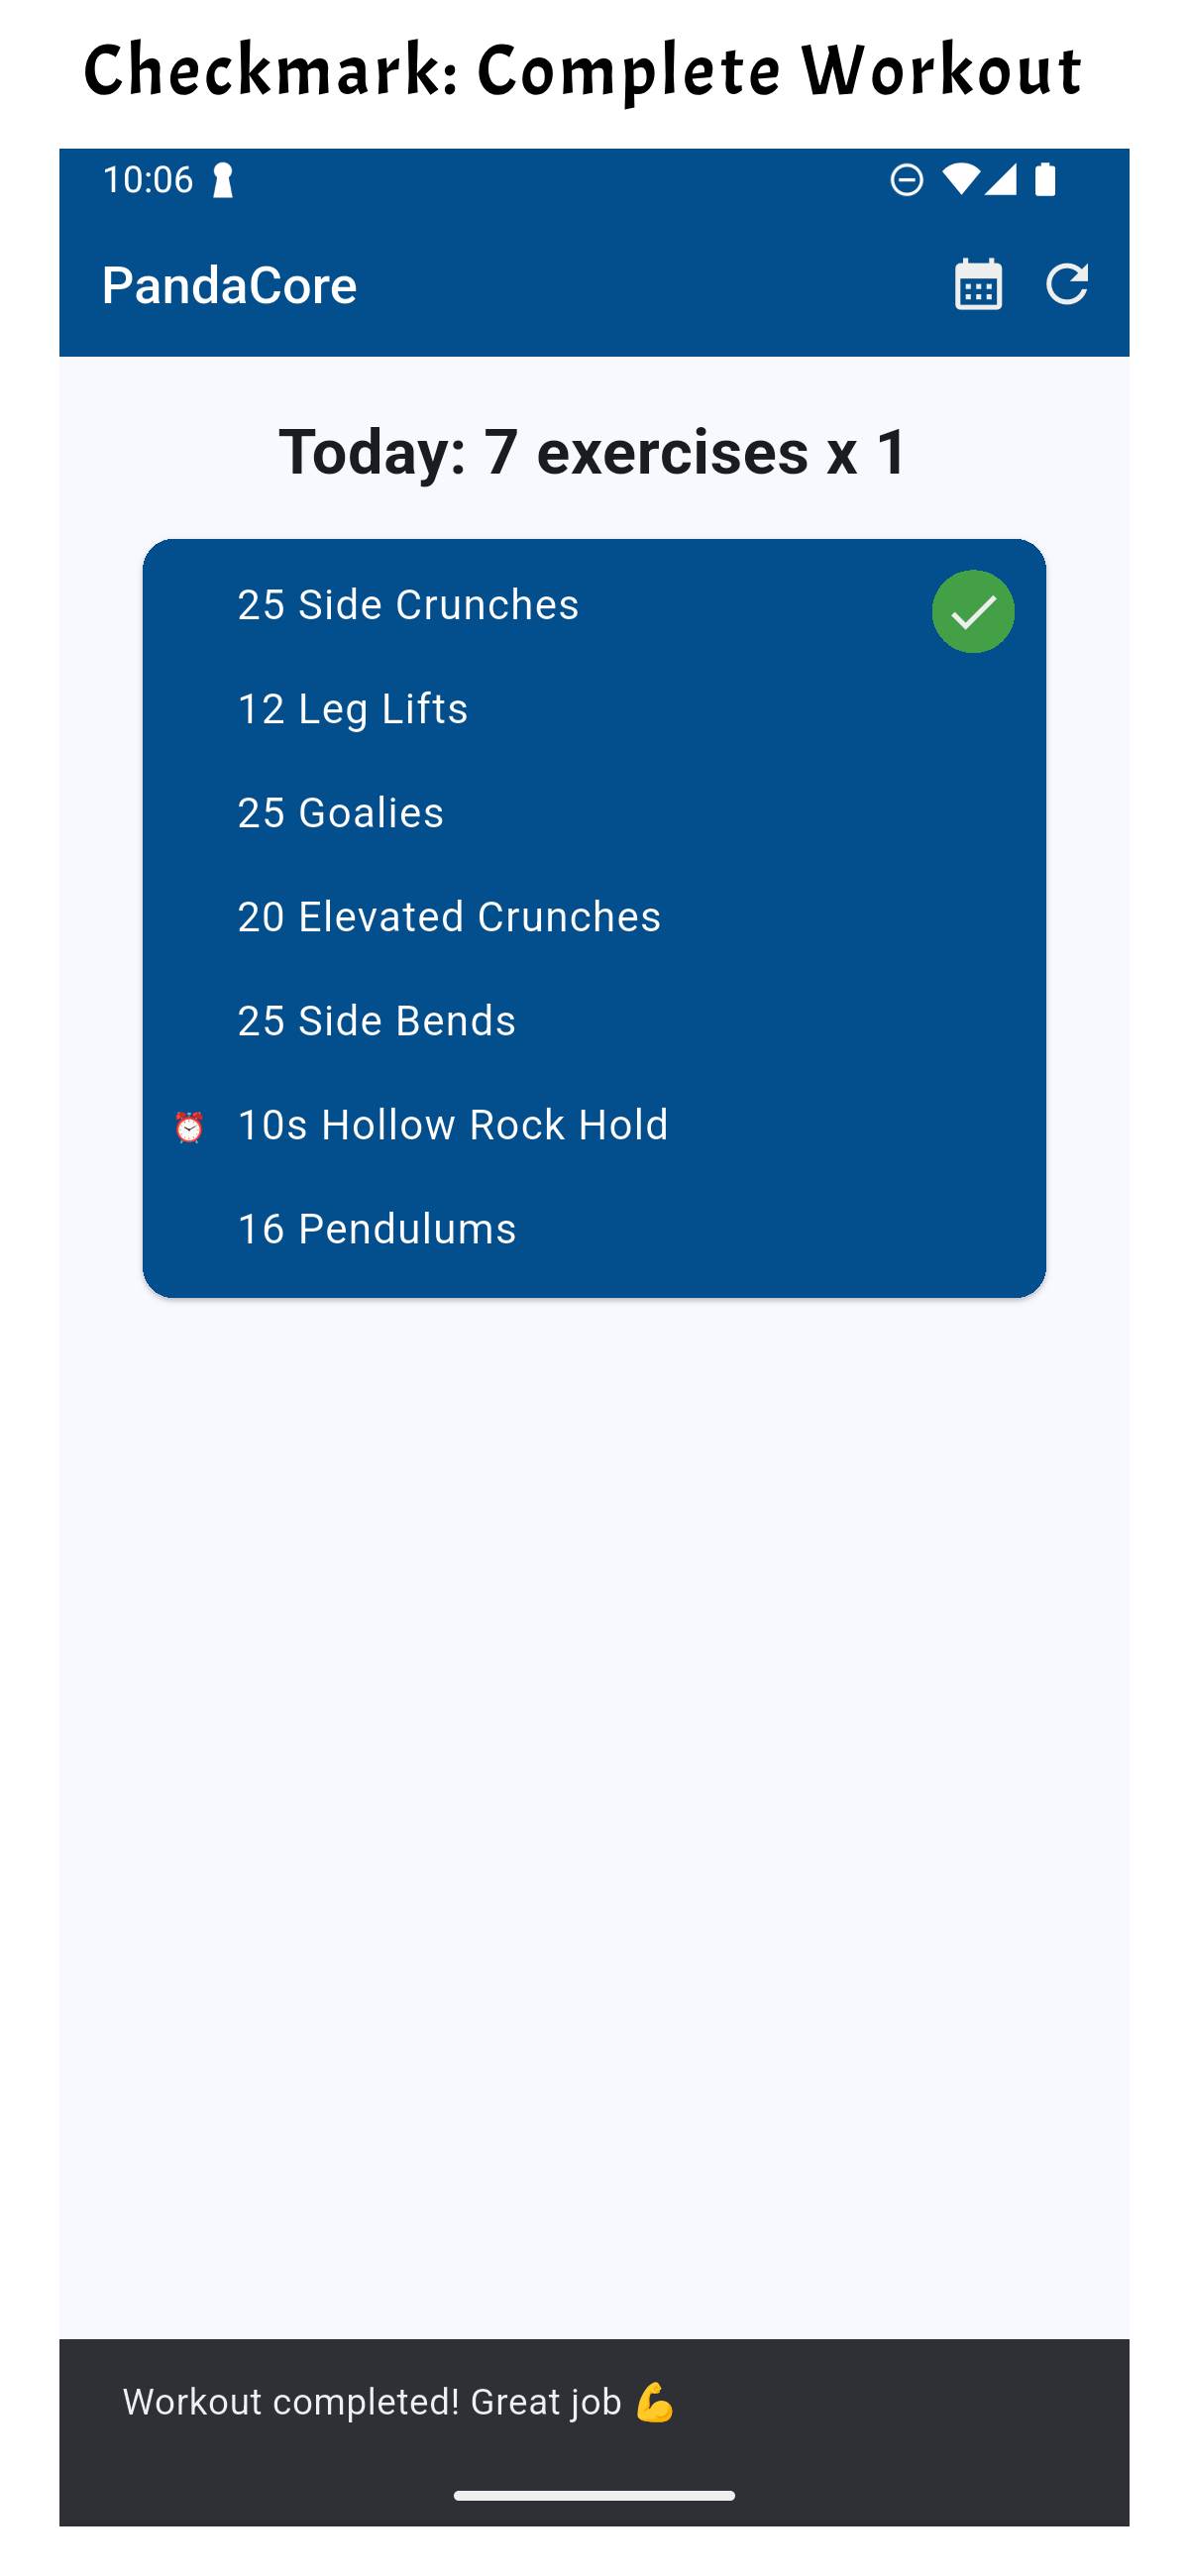 Checkmark: Complete Workout
10:06
PandaCore
Today: 7 exercises x 1
25 Side Crunches
12 Leg Lifts
25 Goalies
20 Elevated Crunches
25 Side Bends
⏰ 10s Hollow Rock Hold
16 Pendulums
Workout completed! Great job 💪